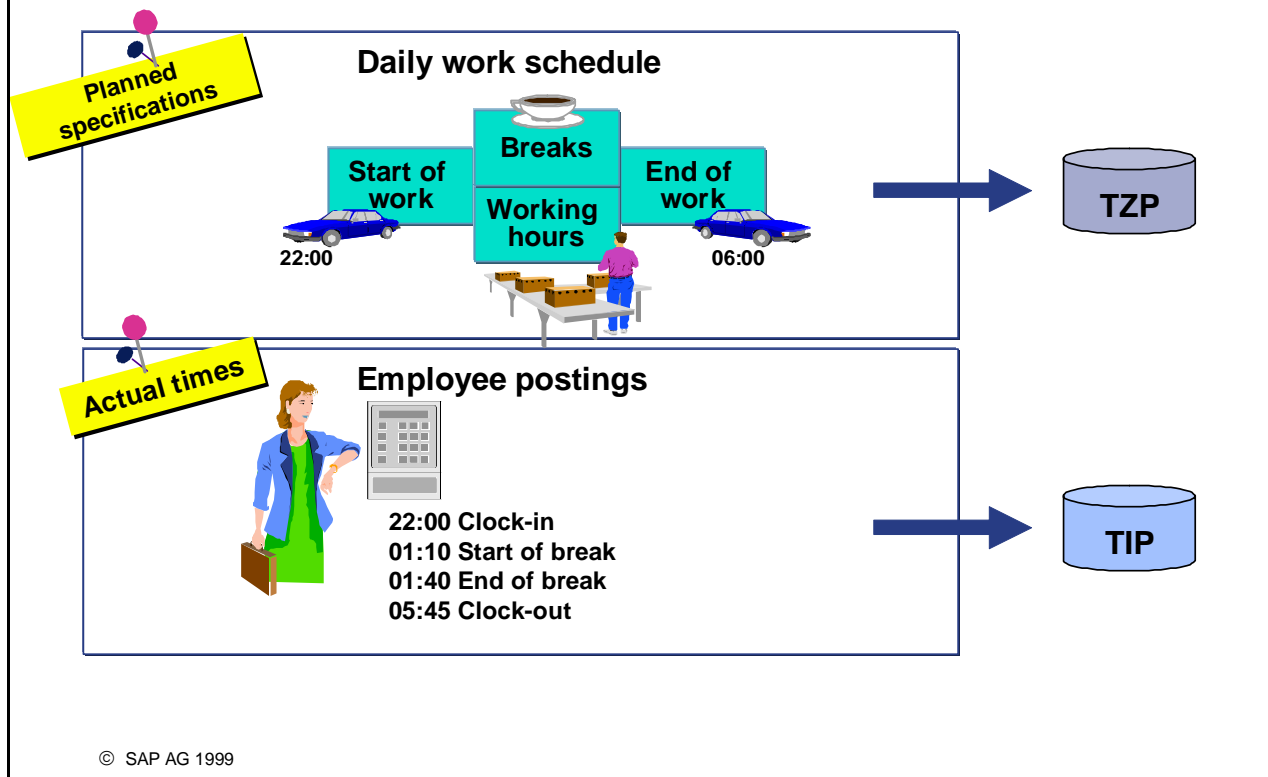 Planned
specifications
Daily work schedule
Breaks
Start of
work
End of
work
Working
hours
22:00
06:00
TZP
Actual times
Employee postings
22:00 Clock-in
01:10 Start of break
01:40 End of break
05:45 Clock-out
TIP
© SAP AG 1999